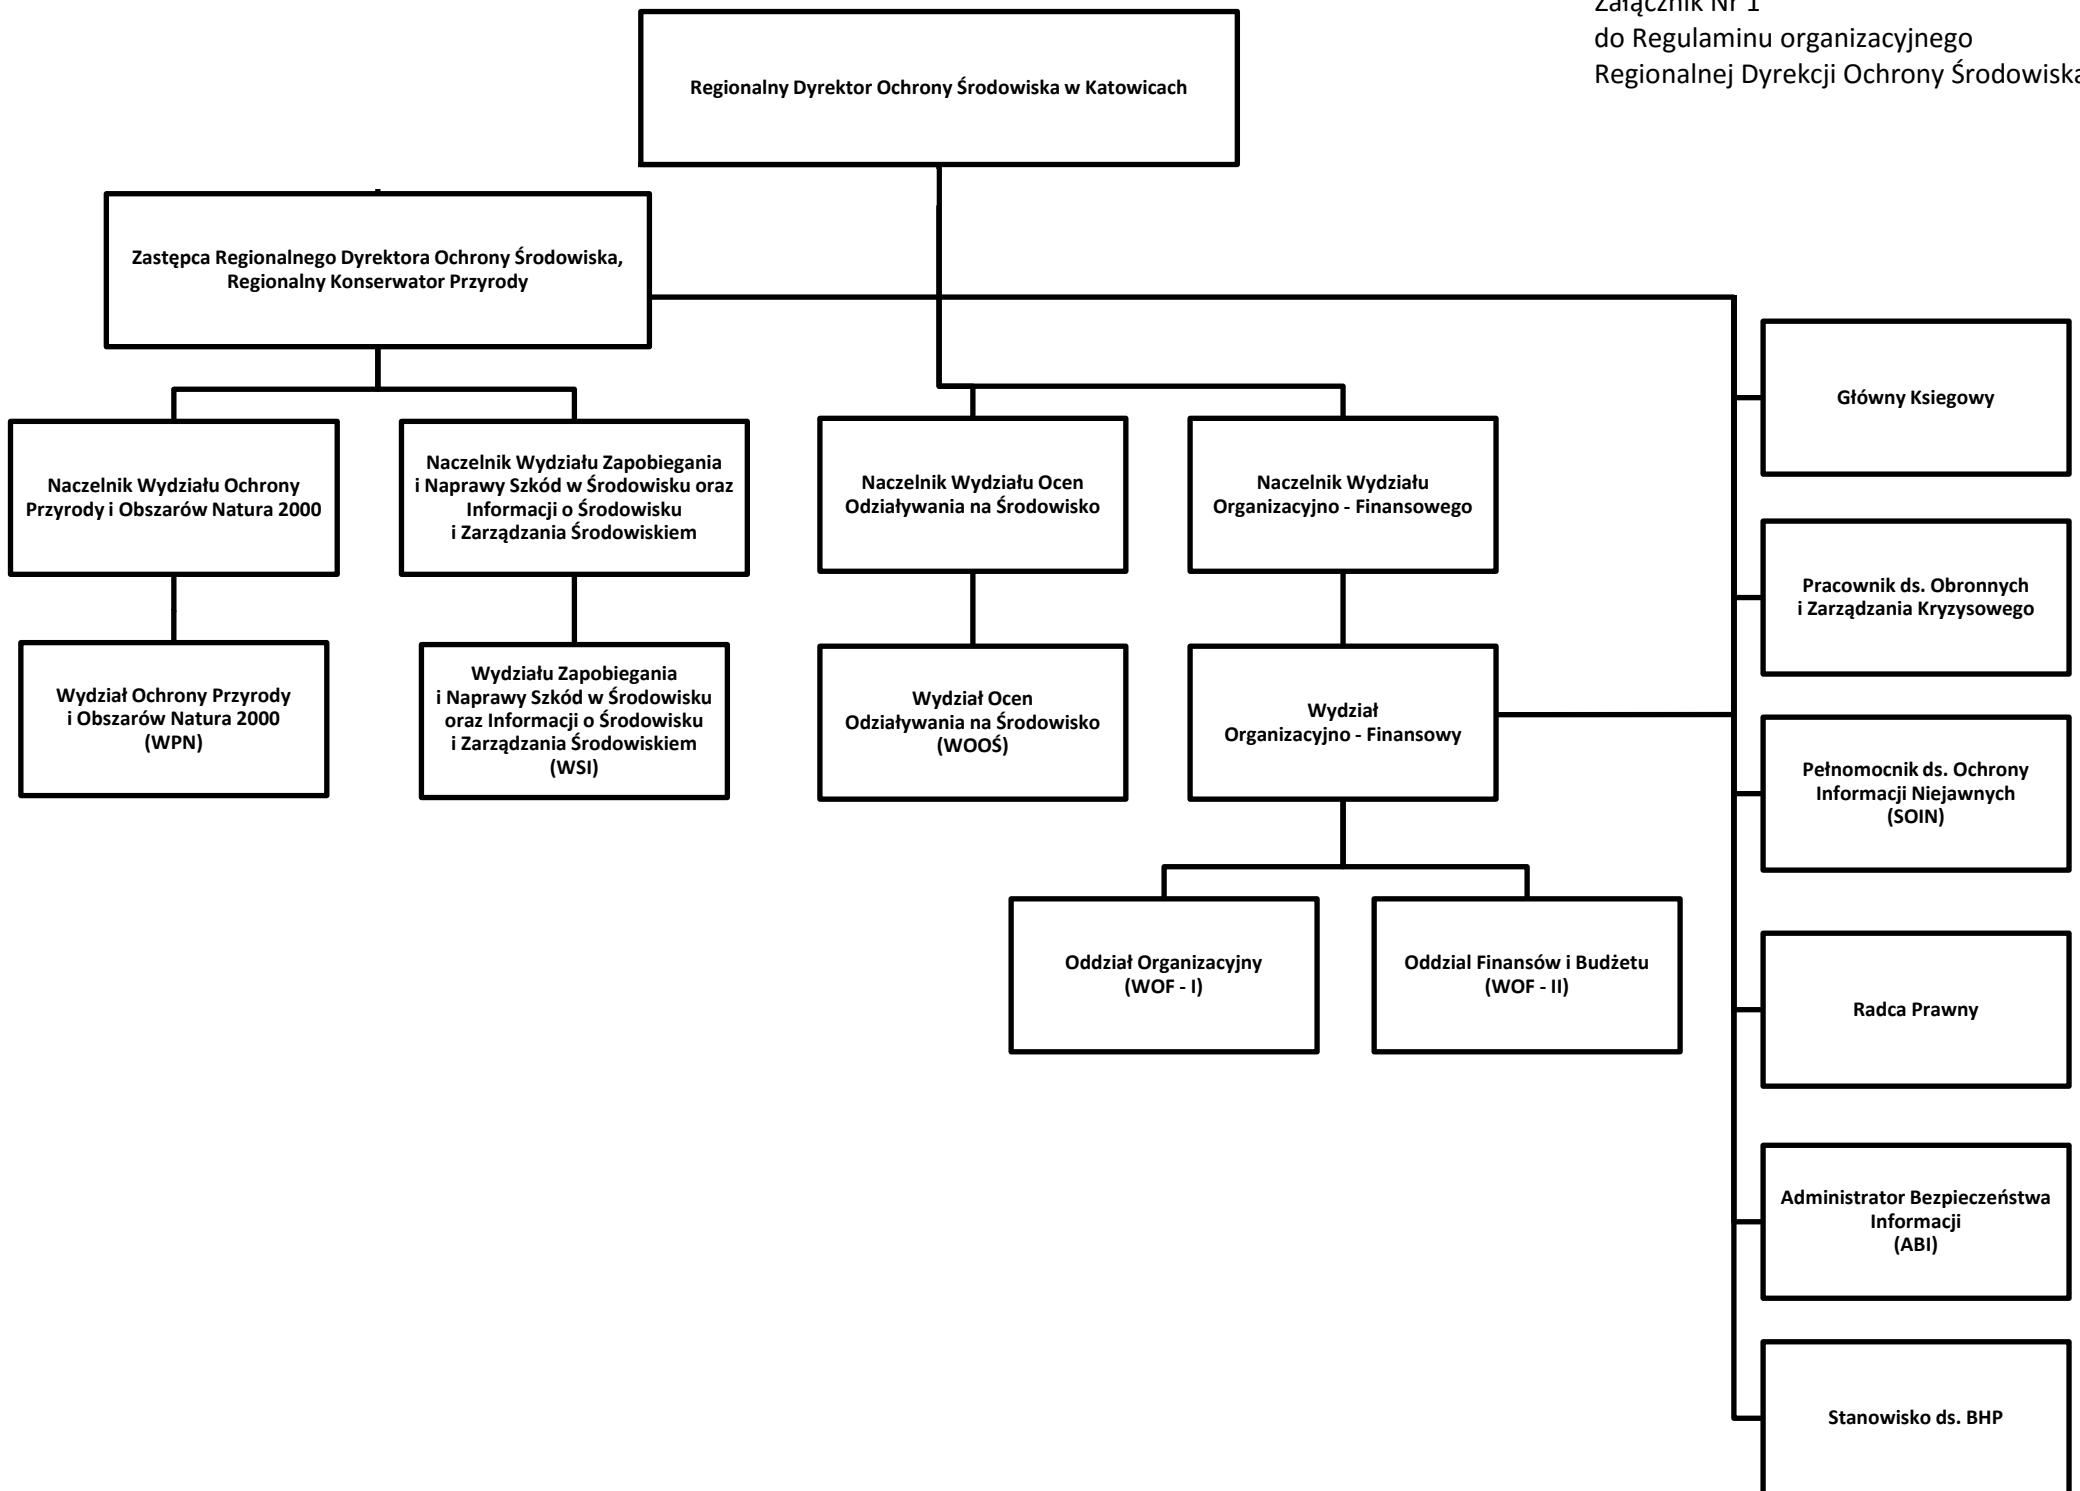 Załącznik Nr 1
do Regulaminu organizacyjnego
Regionalnej Dyrekcji Ochrony Środowiska
Regionalny Dyrektor Ochrony Środowiska w Katowicach
Zastępca Regionalnego Dyrektora Ochrony Środowiska,
Regionalny Konserwator Przyrody
Naczelnik Wydziału Ochrony
Przyrody i Obszarów Natura 2000
Naczelnik Wydziału Zapobiegania
i Naprawy Szkód w Środowisku oraz
Informacji o Środowisku
i Zarządzania Środowiskiem
Naczelnik Wydziału Ocen
Odziaływania na Środowisko
Naczelnik Wydziału
Organizacyjno - Finansowego
Wydział Ochrony Przyrody
i Obszarów Natura 2000
(WPN)
Wydziału Zapobiegania
i Naprawy Szkód w Środowisku
oraz Informacji o Środowisku
i Zarządzania Środowiskiem
(WSI)
Wydział Ocen
Odziaływania na Środowisko
(WOOŚ)
Wydział
Organizacyjno - Finansowy
Oddział Organizacyjny
(WOF - I)
Oddzial Finansów i Budżetu
(WOF - II)
Główny Ksiegowy
Pracownik ds. Obronnych
i Zarządzania Kryzysowego
Pełnomocnik ds. Ochrony
Informacji Niejawnych
(SOIN)
Radca Prawny
Administrator Bezpieczeństwa
Informacji
(ABI)
Stanowisko ds. BHP